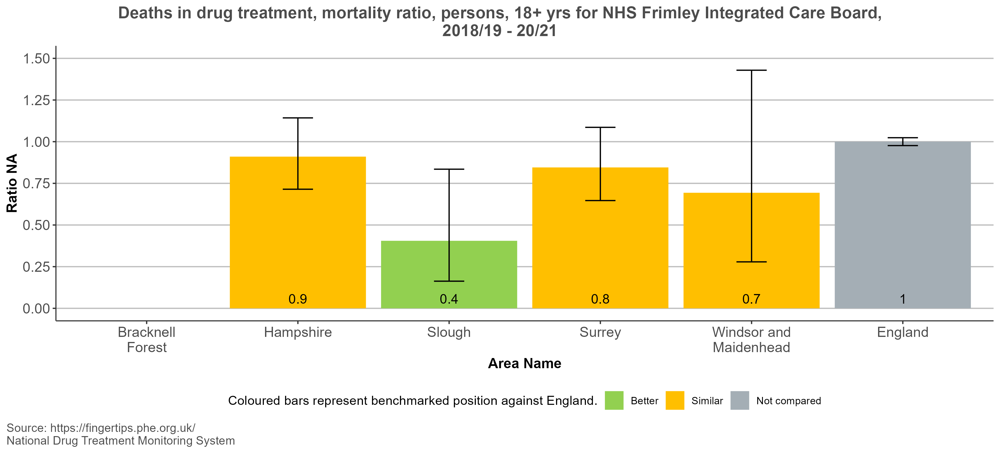 Deaths in drug treatment, mortality ratio, persons, 18+ yrs for NHS Frimley Integrated Care Board,
2018/19 - 20/21
1.50
1.25
1.00
0.75
0.50
0.25
0.00
Ratio NA
0.9
0.4
0.8
0.7
1
Bracknell
Forest
Hampshire
Slough
Surrey
Windsor and
Maidenhead
England
Area Name
Coloured bars represent benchmarked position against England. Better Similar Not compared
Source: https://fingertips.phe.org.uk/
National Drug Treatment Monitoring System